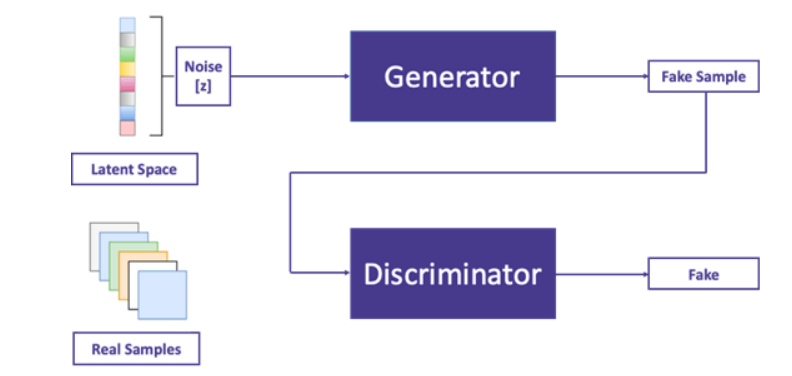 Noise
[z]
Generator
Fake Sample
Latent Space
Discriminator
Fake
Real Samples